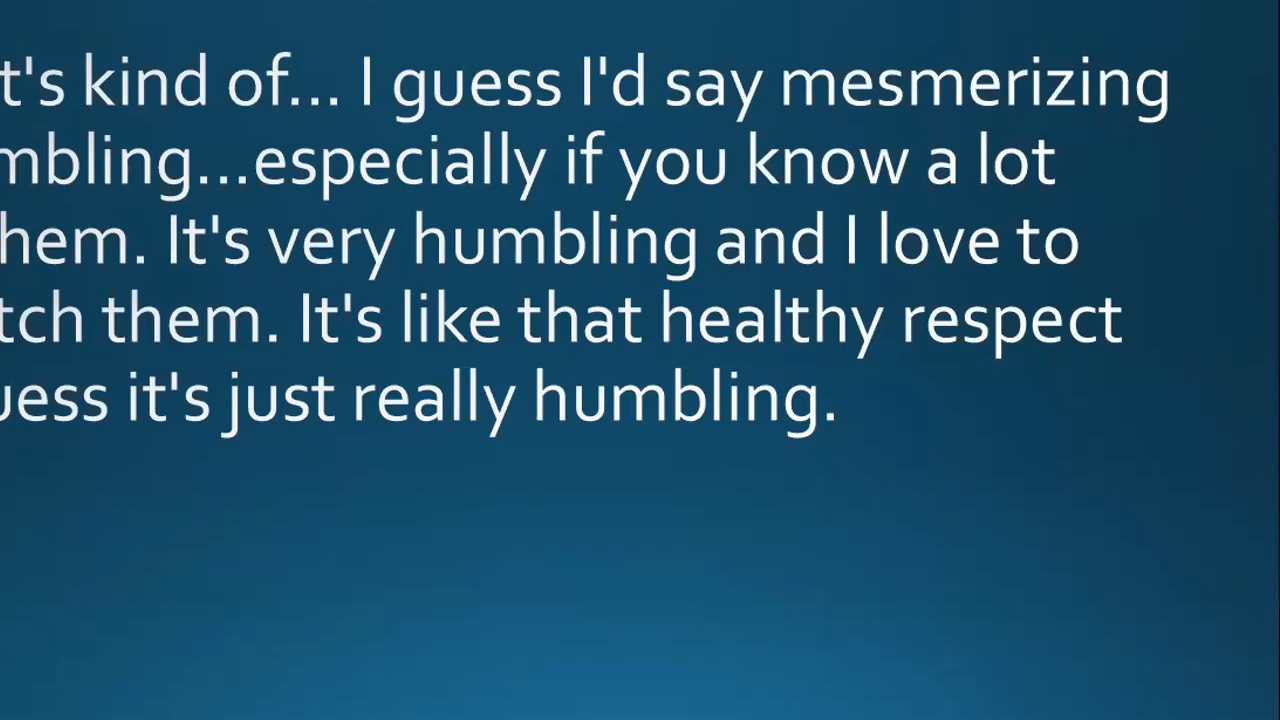 t's kind of... I guess I'd say mesmerizing
mbling...especially if you know a lot
hem. It's very humbling and I love to
tch them. It's like that healthy respect
uess it's just really humbling.